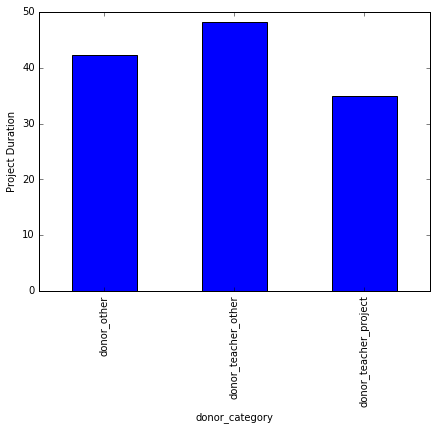 50
40
30
20
10
0
Project Duration
donor_other
donor_teacher_other
donor_teacher_project
donor_category